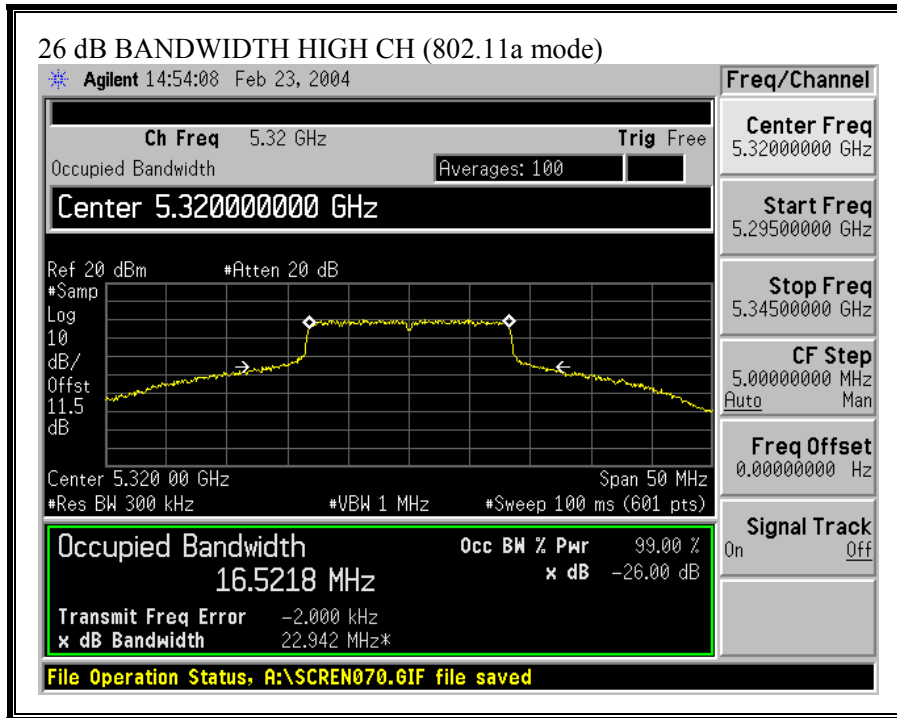 26 dB BANDWIDTH HIGH CH (802.11a mode)
Agilent 14:54:08 Feb 23, 2004
Freq/Channel
Ch Freq 5.32 GHz Trig Free
Occupied Bandwidth Averages: 100
Center 5.320000000 GHz
Ref 20 dBm #Atten 20 dB
#Samp
Log
10
dB/
Offst
11.5
dB
Center 5.320 00 GHz Span 50 MHz
#Res BW 300 kHz #VBW 1 MHz #Sweep 100 ms (601 pts)
Occupied Bandwidth Occ BW % Pwr 99.00 %
16.5218 MHz x dB -26.00 dB
Transmit Freq Error -2.000 kHz
x dB Bandwidth 22.942 MHz*
File Operation Status, A:\SCREN070.GIF file saved
Center Freq
5.32000000 GHz
Start Freq
5.29500000 GHz
Stop Freq
5.34500000 GHz
CF Step
5.00000000 MHz
Auto Man
Freq Offset
0.00000000 Hz
Signal Track
On Off